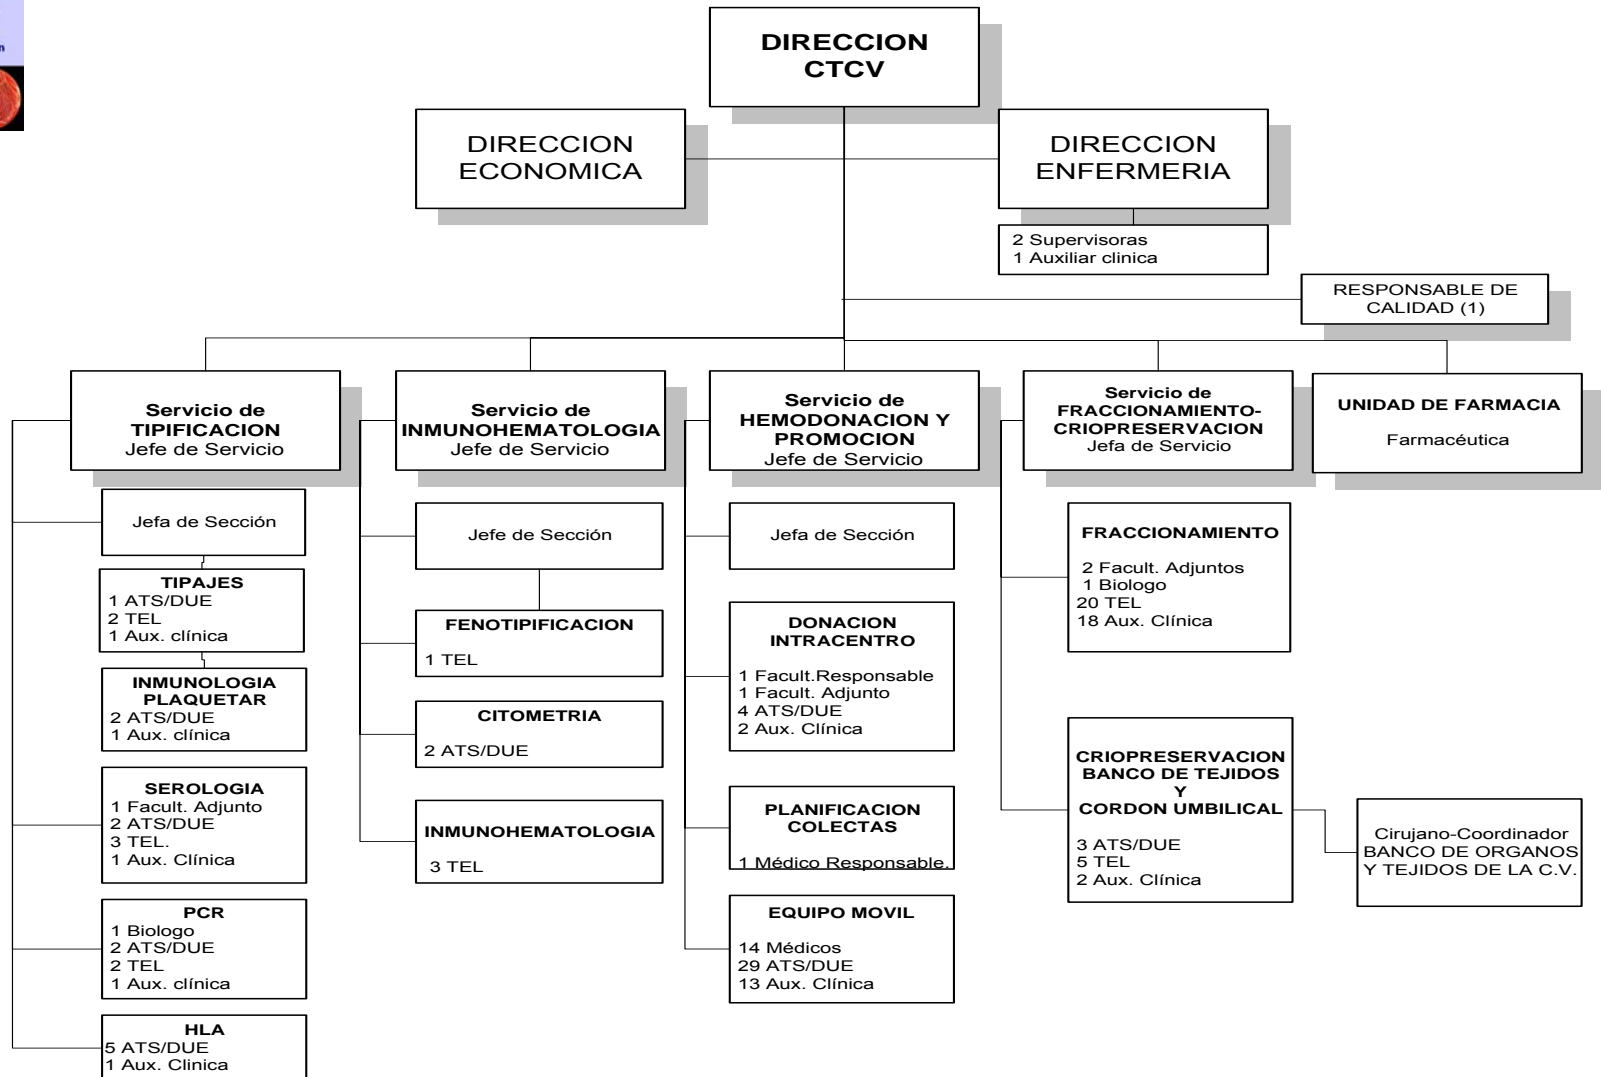 n
DIRECCION
CTCV
DIRECCION
ECONOMICA
DIRECCION
ENFERMERIA
2 Supervisoras
1 Auxiliar clinica
RESPONSABLE DE
CALIDAD (1)
Servicio de
TIPIFICACION
Jefe de Servicio
Servicio de
INMUNOHEMATOLOGIA
Jefe de Servicio
Servicio de
HEMODONACION Y
PROMOCION
Jefe de Servicio
Servicio de
FRACCIONAMIENTO-
CRIOPRESERVACION
Jefa de Servicio
UNIDAD DE FARMACIA
Farmacéutica
Jefa de Sección
TIPAJES
1 ATS/DUE
2 TEL
1 Aux. clínica
INMUNOLOGIA
PLAQUETAR
2 ATS/DUE
1 Aux. clínica
SEROLOGIA
1 Facult. Adjunto
2 ATS/DUE
3 TEL.
1 Aux. Clínica
PCR
1 Biologo
2 ATS/DUE
2 TEL
1 Aux. clínica
HLA
5 ATS/DUE
1 Aux. Clinica
Jefe de Sección
FENOTIPIFICACION
1 TEL
CITOMETRIA
2 ATS/DUE
INMUNOHEMATOLOGIA
3 TEL
Jefa de Sección
DONACION
INTRACENTRO
1 Facult.Responsable
1 Facult. Adjunto
4 ATS/DUE
2 Aux. Clínica
PLANIFICACION
COLECTAS
1 Médico Responsable.
EQUIPO MOVIL
14 Médicos
29 ATS/DUE
13 Aux. Clínica
FRACCIONAMIENTO
2 Facult. Adjuntos
1 Biologo
20 TEL
18 Aux. Clínica
CRIOPRESERVACION
BANCO DE TEJIDOS
Y
CORDON UMBILICAL
3 ATS/DUE
5 TEL
2 Aux. Clínica
Cirujano-Coordinador
BANCO DE ORGANOS
Y TEJIDOS DE LA C.V.